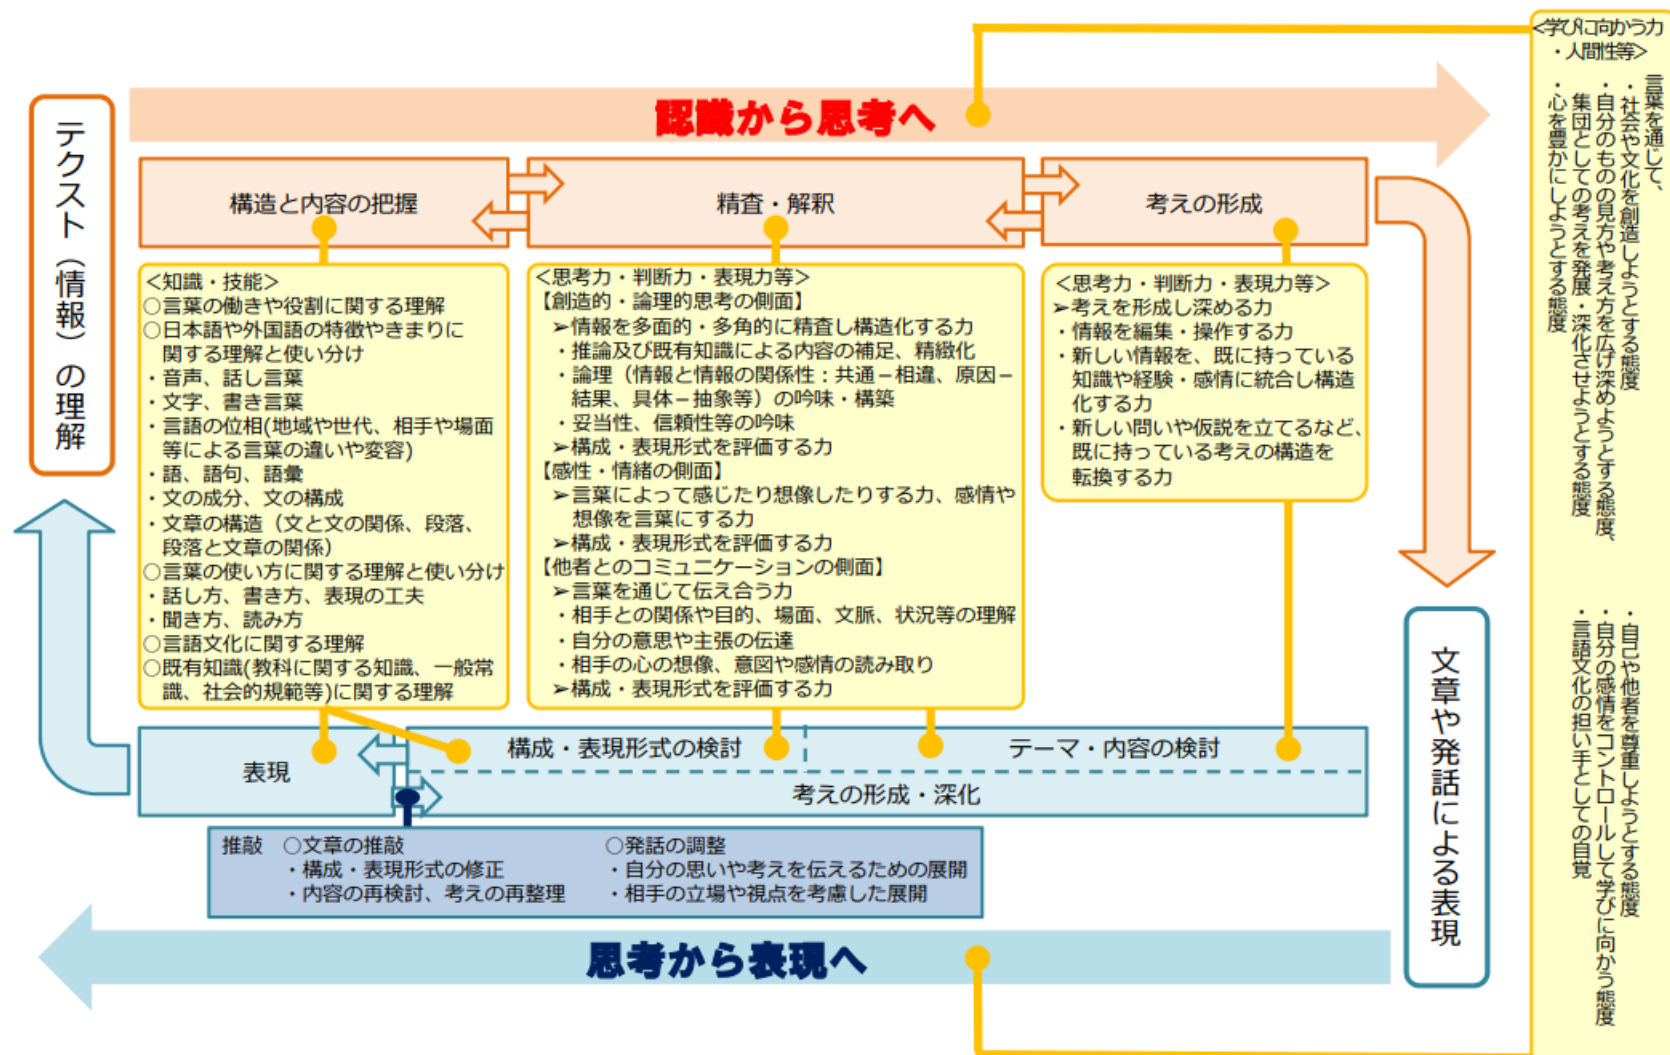 認識から思考へ
テクスト（情報）の理解
構造と内容の把握
精査・解釈
考えの形成
＜知識・技能＞
○言葉の働きや役割に関する理解
○日本語や外国語の特徴やきまりに
関する理解と使い分け
・音声、話し言葉
・文字、書き言葉
・言語の位相(地域や世代、相手や場面
等による言葉の違いや変容)
・語、語句、語彙
・文の成分、文の構成
・文章の構造（文と文の関係、段落、
段落と文章の関係）
○言葉の使い方に関する理解と使い分け
・話し方、書き方、表現の工夫
・聞き方、読み方
○言語文化に関する理解
○既有知識(教科に関する知識、一般常
識、社会的規範等)に関する理解
＜思考力・判断力・表現力等＞
【創造的・論理的思考の側面】
➢情報を多面的・多角的に精査し構造化する力
・推論及び既有知識による内容の補足、精緻化
・論理（情報と情報の関係性：共通－相違、原因－
結果、具体－抽象等）の吟味・構築
・妥当性、信頼性等の吟味
➢構成・表現形式を評価する力
【感性・情緒の側面】
➢言葉によって感じたり想像したりする力、感情や
想像を言葉にする力
➢構成・表現形式を評価する力
【他者とのコミュニケーションの側面】
➢言葉を通じて伝え合う力
・相手との関係や目的、場面、文脈、状況等の理解
・自分の意思や主張の伝達
・相手の心の想像、意図や感情の読み取り
➢構成・表現形式を評価する力
＜思考力・判断力・表現力等＞
➢考えを形成し深める力
・情報を編集・操作する力
・新しい情報を、既に持っている
知識や経験・感情に統合し構造
化する力
・新しい問いや仮説を立てるなど、
既に持っている考えの構造を
転換する力
文章や発話による表現
表現
構成・表現形式の検討
テーマ・内容の検討
考えの形成・深化
推敲　○文章の推敲
・構成・表現形式の修正
・内容の再検討、考えの再整理
○発話の調整
・自分の思いや考えを伝えるための展開
・相手の立場や視点を考慮した展開
思考から表現へ
<学びに向かう力
・人間性等>
言葉を通じて、
・社会や文化を創造しようとする態度
・自分のものの見方や考え方を広げ深めようとする態度、
集団としての考えを発展・深化させようとする態度
・心を豊かにしようとする態度
・自己や他者を尊重しようとする態度
・自分の感情をコントロールして学びに向かう態度
・言語文化の担い手としての自覚